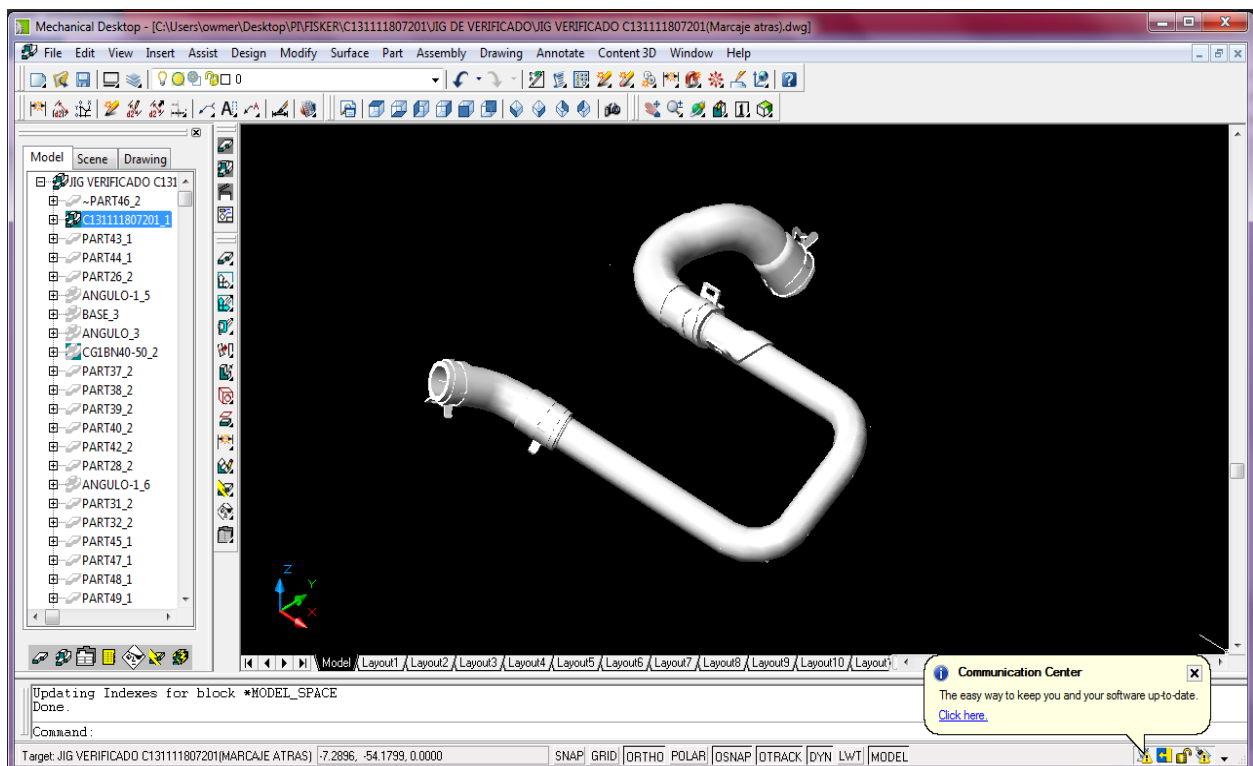 Mechanical Desktop - [C:\Users\owmer\Desktop\PI\FISKER\C131111807201\JIG DE VERIFICADO\JIG VERIFICADO C131111807201(Marcaje atras).dwg]
File Edit View Insert Assist Design Modify Surface Part Assembly Drawing Annotate Content 3D Window Help
0
Model Scene Drawing
JIG VERIFICADO C131
~PART46_2
C131111807201_1
PART43_1
PART44_1
PART26_2
ANGULO-1_5
BASE_3
ANGULO_3
CG1BN40-50_2
PART37_2
PART38_2
PART39_2
PART40_2
PART42_2
PART28_2
ANGULO-1_6
PART31_2
PART32_2
PART45_1
PART47_1
PART48_1
PART49_1
Z
Y
X
Model Layout1 Layout2 Layout3 Layout4 Layout5 Layout6 Layout7 Layout8 Layout9 Layout10 Layout
Communication Center
The easy way to keep you and your software up-to-date.
Click here.
Updating Indexes for block *MODEL_SPACE
Done.
Command:
Target: JIG VERIFICADO C131111807201(MARCAJE ATRAS) -7.2896, -54.1799, 0.0000 SNAP GRID ORTHO POLAR OSNAP OTRACK DYN LWT MODEL